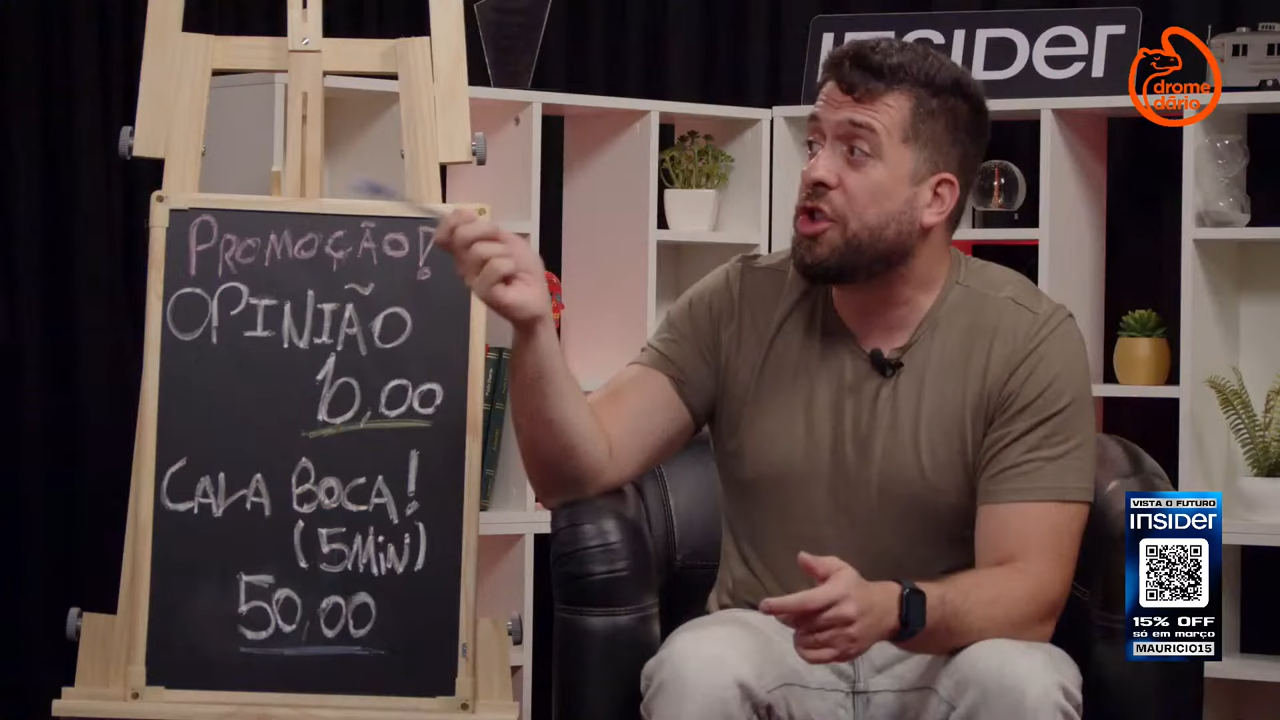 PROMOÇÃO!
OPINIÃO
10,00
CALA BOCA!
(5MiN)
50,00
INSIDer
drome
dário
VISTA O FUTURO
INSIDer
15% OFF
só em março
MAURICIO15